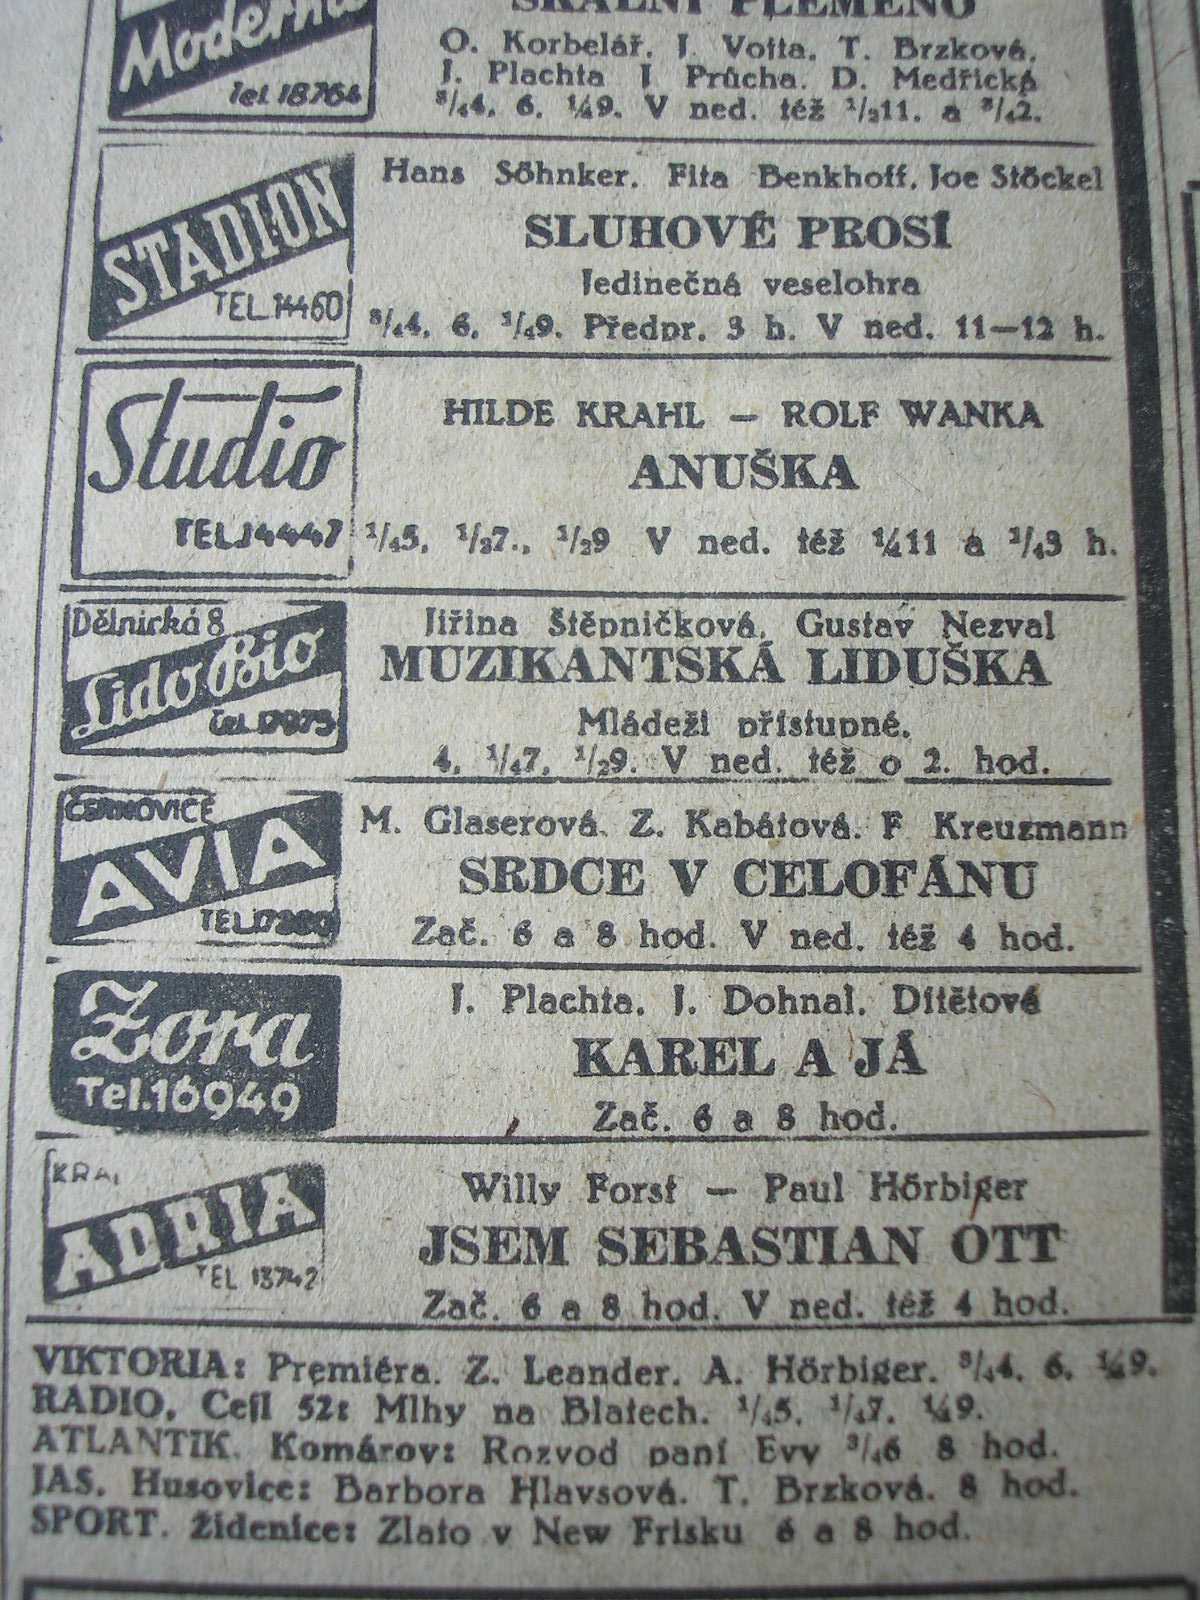 Moderna
Tel. 18764
SKALNÍ PLEMENO
O. Korbelář, J. Votta, T. Brzková,
J. Plachta J. Průcha, D. Medřická
3/44, 6, 1/49. V ned. též 1/211. a 3/42.
STADION
TEL. 14460
Hans Söhnker, Fita Benkhoff, Joe Stöckel
SLUHOVÉ PROSÍ
Jedinečná veselohra
3/44, 6, 1/49. Předpr. 3 h. V ned. 11—12 h.
Studio
TEL. 14447
HILDE KRAHL — ROLF WANKA
ANUŠKA
1/45, 1/27., 1/29 V ned. též 1/411 a 1/43 h.
Dělnická 8
Lido Bio
tel. 17975
Jiřina Štěpničková, Gustav Nezval
MUZIKANTSKÁ LIDUŠKA
Mládeži přístupné.
4, 1/47, 1/29. V ned. též o 2. hod.
ČERNOVICE
AVIA
TEL.
M. Glaserová, Z. Kabátová, F. Kreuzmann
SRDCE V CELOFÁNU
Zač. 6 a 8 hod. V ned. též 4 hod.
Zora
Tel. 16949
J. Plachta, J. Dohnal, Dítětová
KAREL A JÁ
Zač. 6 a 8 hod.
ADRIA
TEL 13742
Willy Forst — Paul Hörbiger
JSEM SEBASTIAN OTT
Zač. 6 a 8 hod. V ned. též 4 hod.
VIKTORIA: Premiéra. Z. Leander. A. Hörbiger. 3/44, 6, 1/49.
RADIO, Cejl 52: Mlhy na Blatech. 1/45, 1/47, 1/49.
ATLANTIK, Komárov: Rozvod paní Evy 3/46 8 hod.
JAS, Husovice: Barbora Hlavsová. T. Brzková. 8 hod.
SPORT. Židenice: Zlato v New Frisku 6 a 8 hod.